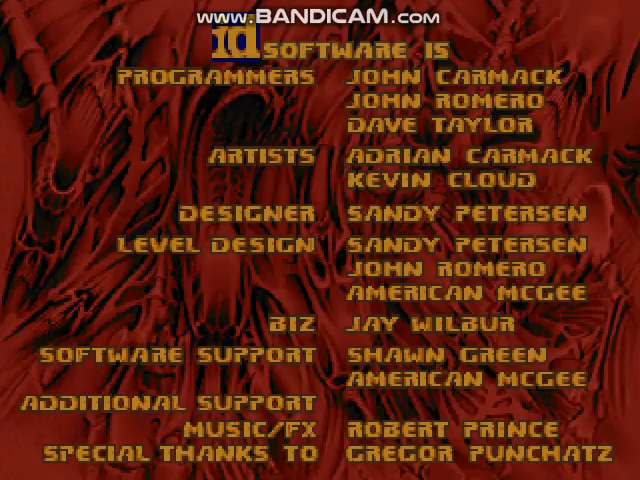 www.BANDICAM.com
id SOFTWARE IS
PROGRAMMERS JOHN CARMACK
JOHN ROMERO
DAVE TAYLOR
ARTISTS ADRIAN CARMACK
KEVIN CLOUD
DESIGNER SANDY PETERSEN
LEVEL DESIGN SANDY PETERSEN
JOHN ROMERO
AMERICAN MCGEE
BIZ JAY WILBUR
SOFTWARE SUPPORT SHAWN GREEN
AMERICAN MCGEE
ADDITIONAL SUPPORT
MUSIC/FX ROBERT PRINCE
SPECIAL THANKS TO GREGOR PUNCHATZ